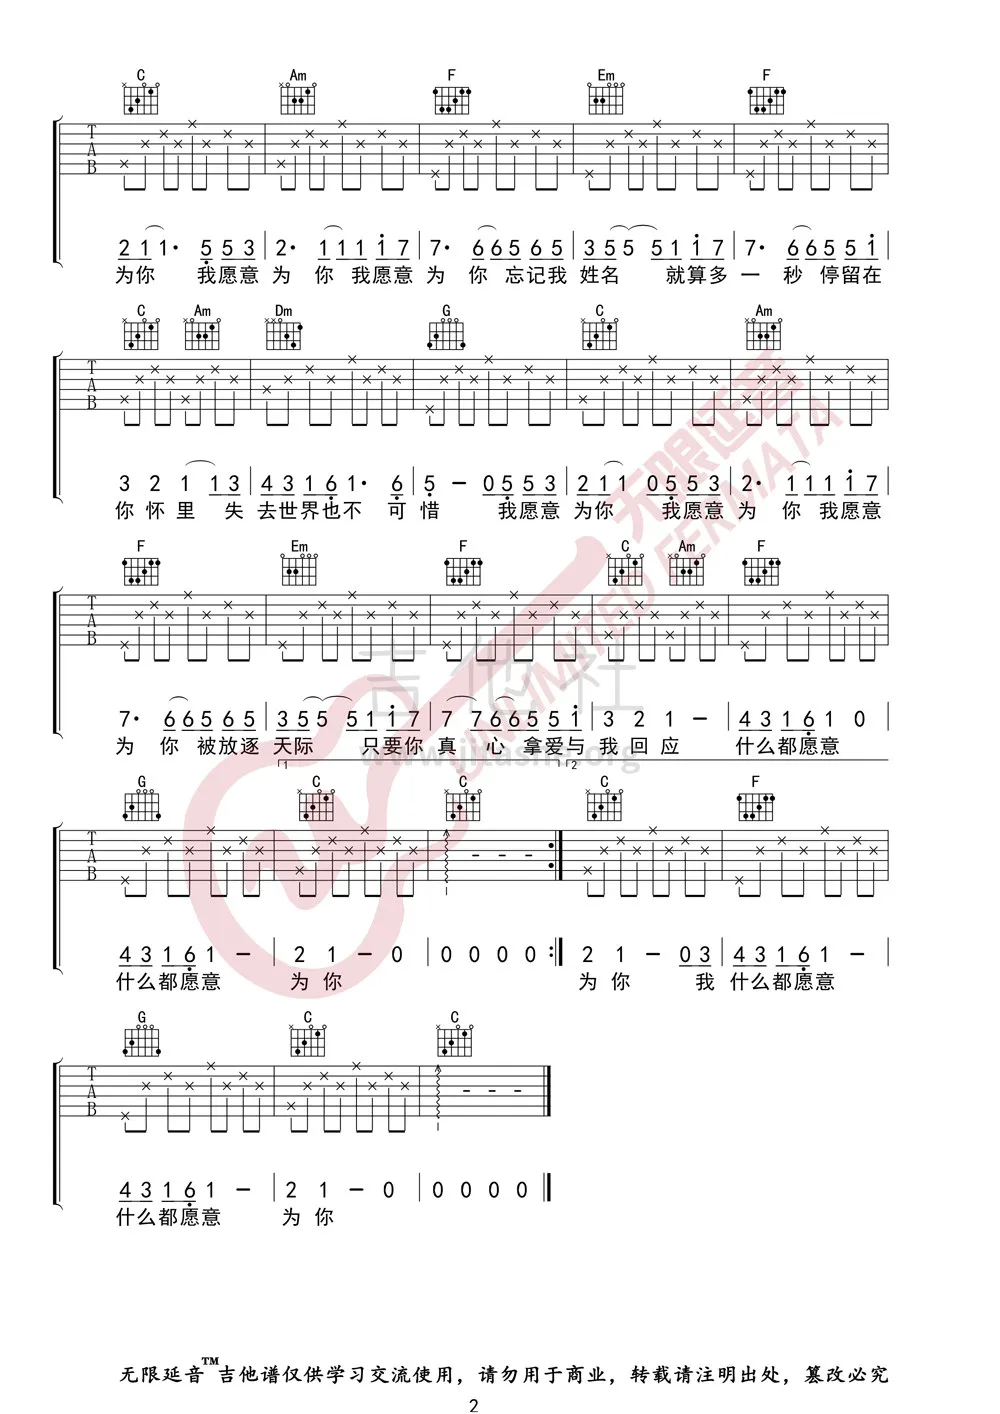 C Am F Em F
T A B
2 1 1· 5 5 3 2· 1 1 1 1 7 7· 6 6 5 6 5 3 5 5 5 1 1 7 7· 6 6 5 5 1
为你 我愿意 为 你 我愿意 为 你 忘记我 姓名 就算多 一 秒 停留在
C Am Dm G C Am
T A B
3 2 1 1 3 4 3 1 6 1· 6 5 – 0 5 5 3 2 1 1 0 5 5 3 2· 1 1 1 1 7
你 怀 里 失 去世界也不 可 惜 我愿意 为你 我愿意 为 你 我愿意
F Em F C Am F
T A B
7· 6 6 5 6 5 3 5 5 5 1 1 7 7 7 6 6 5 5 1 3 2 1 – 4 3 1 6 1 0
为 你 被放逐 天际 只要你 真 心 拿爱与 我 回 应 什么都愿意
1 1 2
G C C C F
T A B
4 3 1 6 1 – 2 1 – 0 0 0 0 0 2 1 – 0 3 4 3 1 6 1 –
什么都愿意 为 你 为 你 我 什么都愿意
G C C
T A B
4 3 1 6 1 – 2 1 – 0 0 0 0 0
什么都愿意 为 你
无限延音
UNLIMITED FERMATA
吉他社
www.jitashe.org
无限延音™吉他谱仅供学习交流使用，请勿用于商业，转载请注明出处，篡改必究
2